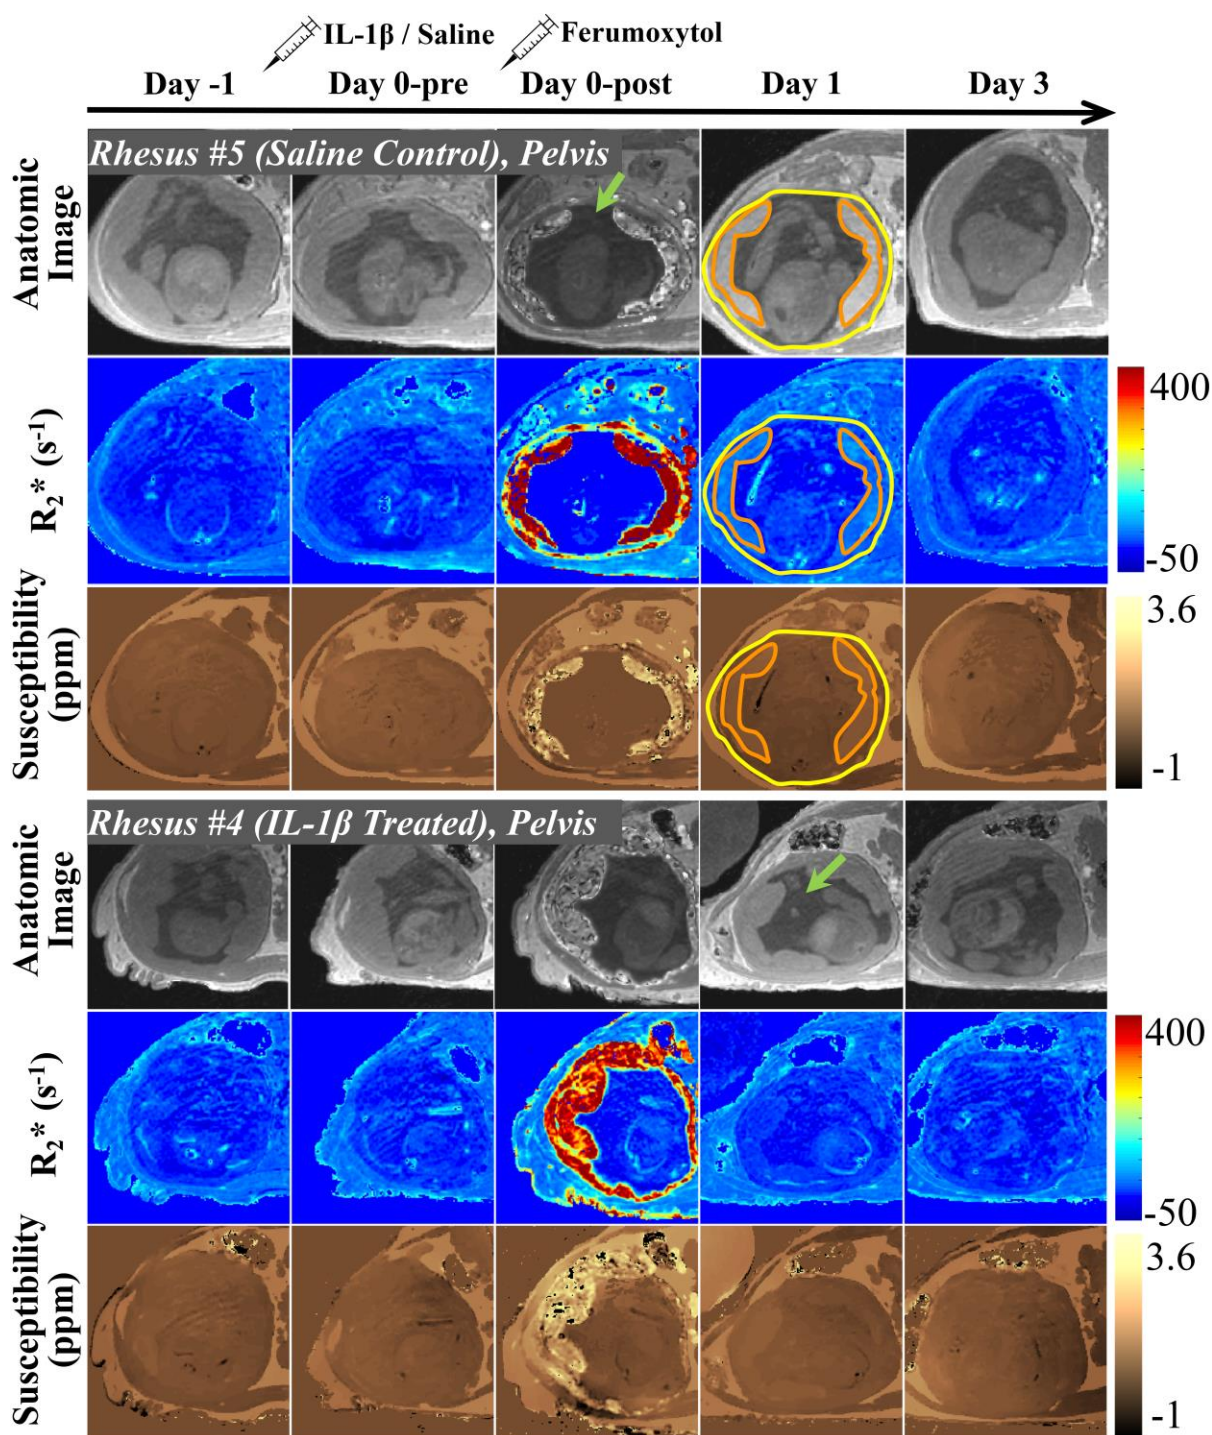 IL-1β / Saline
Ferumoxytol
Day -1
Day 0-pre
Day 0-post
Day 1
Day 3
Rhesus #5 (Saline Control), Pelvis
Anatomic
Image
R₂* (s⁻¹)
400
-50
Susceptibility
(ppm)
3.6
-1
Rhesus #4 (IL-1β Treated), Pelvis
Anatomic
Image
R₂* (s⁻¹)
400
-50
Susceptibility
(ppm)
3.6
-1